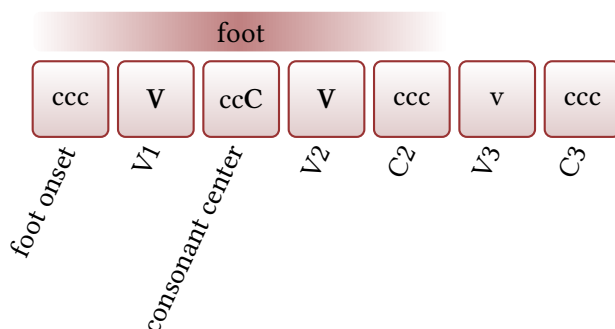 foot
ccc V ccC V ccc v ccc
foot onset V1 consonant center V2 C2 V3 C3